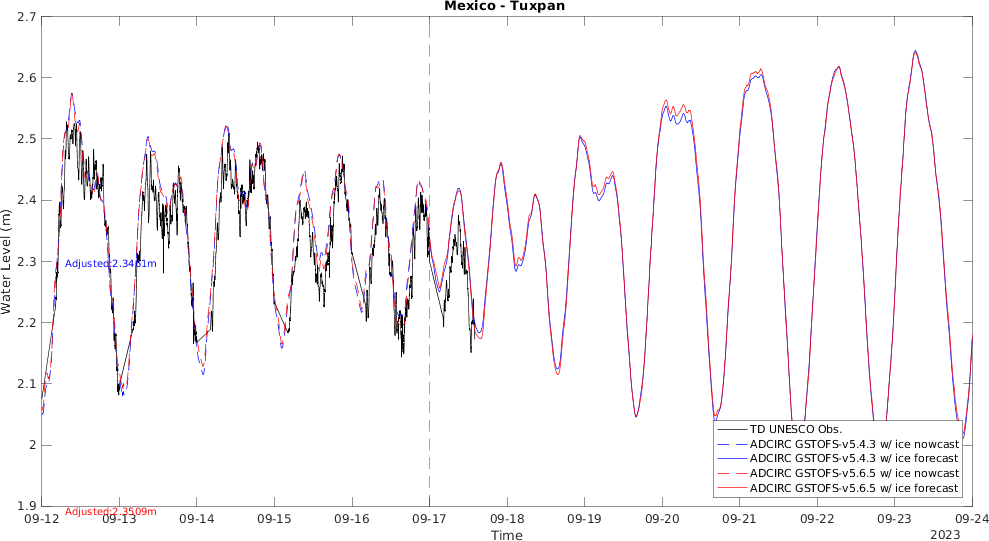 Mexico - Tuxpan
2.7
2.6
2.5
2.4
2.3
2.2
2.1
2
1.9
Water Level (m)
Adjusted:2.3451m
Adjusted:2.3509m
TD UNESCO Obs.
ADCIRC GSTOFS-v5.4.3 w/ ice nowcast
ADCIRC GSTOFS-v5.4.3 w/ ice forecast
ADCIRC GSTOFS-v5.6.5 w/ ice nowcast
ADCIRC GSTOFS-v5.6.5 w/ ice forecast
09-12 09-13 09-14 09-15 09-16 09-17 09-18 09-19 09-20 09-21 09-22 09-23 09-24
Time
2023